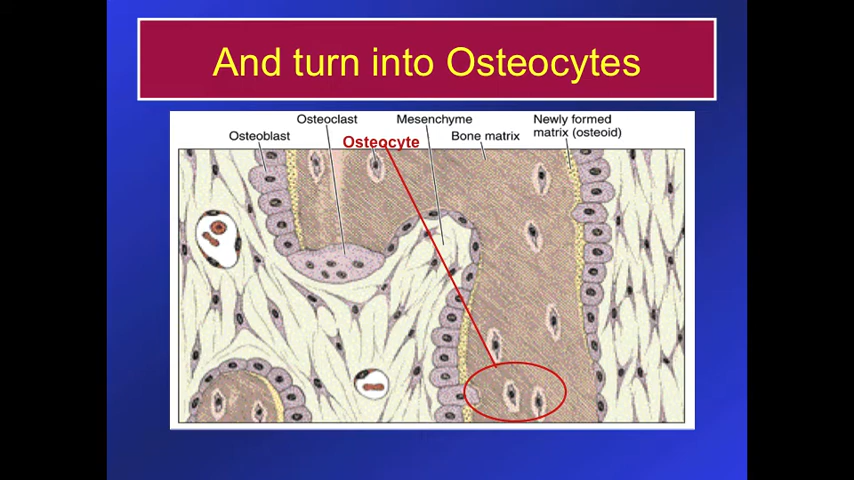 And turn into Osteocytes
Osteoclast
Mesenchyme
Newly formed
matrix (osteoid)
Osteoblast
Osteocyte
Bone matrix